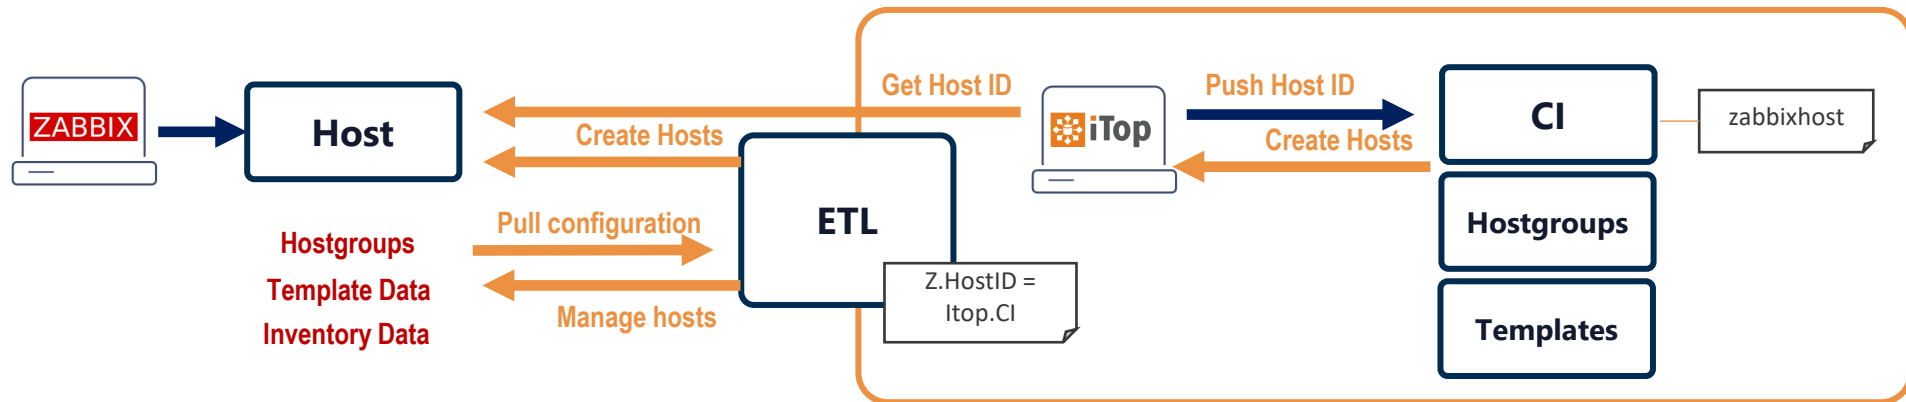 ZABBIX
Host
Get Host ID
Create Hosts
Hostgroups
Template Data
Inventory Data
Pull configuration
Manage hosts
ETL
Z.HostID =
Itop.CI
iTop
Push Host ID
Create Hosts
CI
zabbixhost
Hostgroups
Templates